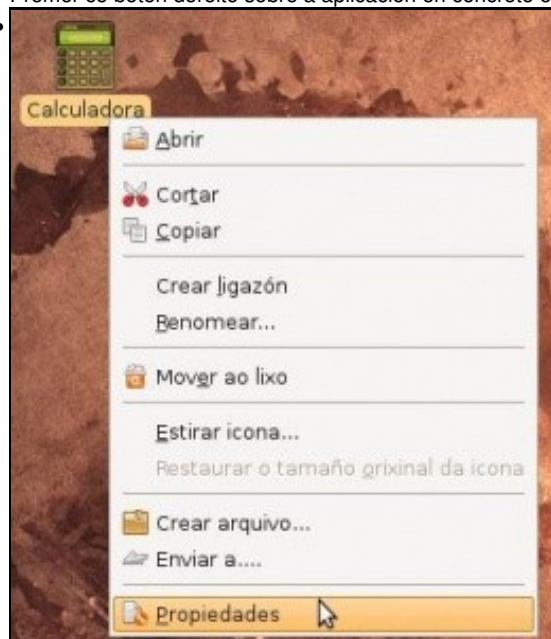 Calculadora
Abrir
Cortar
Copiar
Crear ligazón
Renomear...
Mover ao lixo
Estirar icona...
Restaurar o tamaño orixinal da icona
Crear arquivo...
Enviar a....
Propiedades